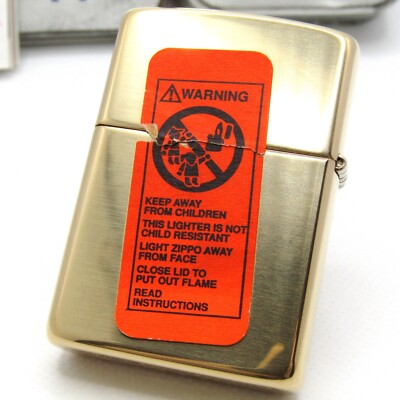 ⚠WARNING
KEEP AWAY
FROM CHILDREN
THIS LIGHTER IS NOT
CHILD RESISTANT
LIGHT ZIPPO AWAY
FROM FACE
CLOSE LID TO
PUT OUT FLAME
READ
INSTRUCTIONS